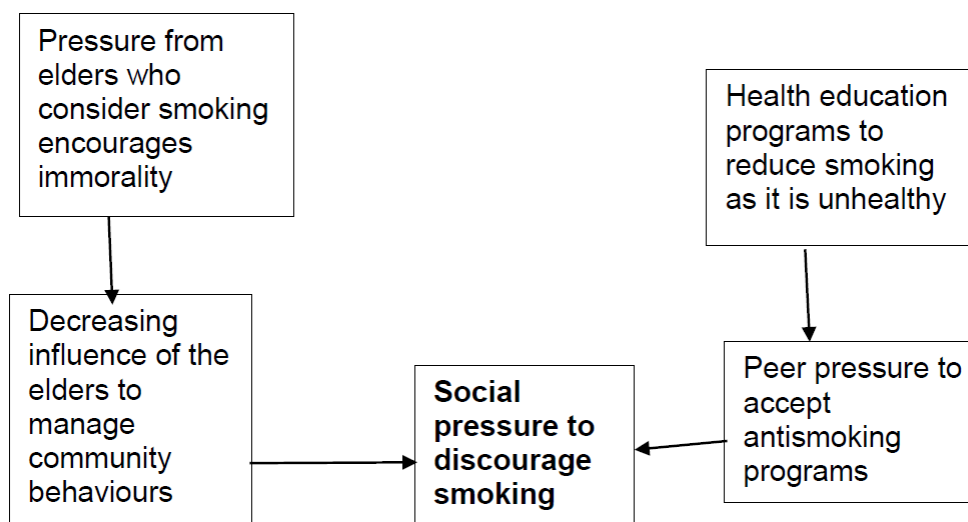 Pressure from
elders who
consider smoking
encourages
immorality
Health education
programs to
reduce smoking
as it is unhealthy
Decreasing
influence of the
elders to
manage
community
behaviours
Social
pressure to
discourage
smoking
Peer pressure to
accept
antismoking
programs